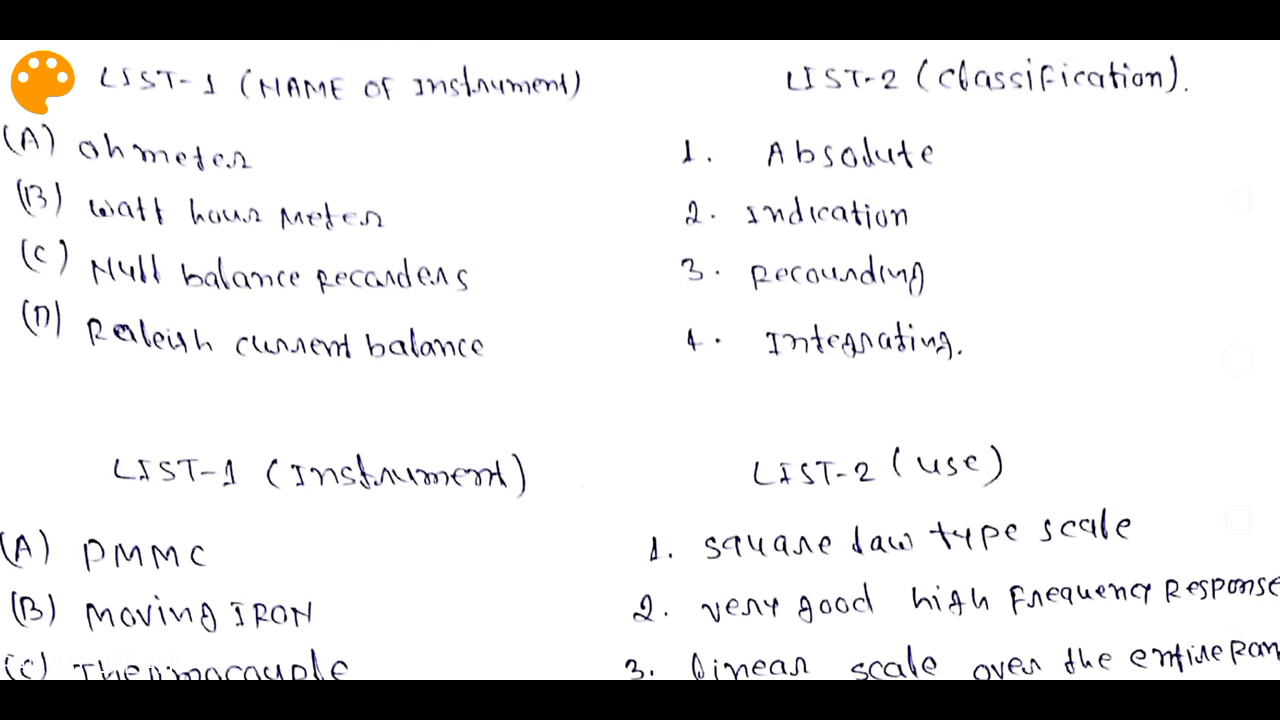 LIST-1 (NAME OF Instrument)
LIST-2 (Classification).
(A) Ohmeter
1. Absolute
(B) Watt hour Meter
2. Indication
(C) Null balance Recorders
3. Recounding
(D) Raleigh current balance
4. Integrating.
LIST-1 (Instrument)
LIST-2 (use)
(A) PMMC
1. square law type scale
(B) Moving IRON
2. very good high Frequency Response
(C) Thermocouple
3. linear scale over the entire Ran